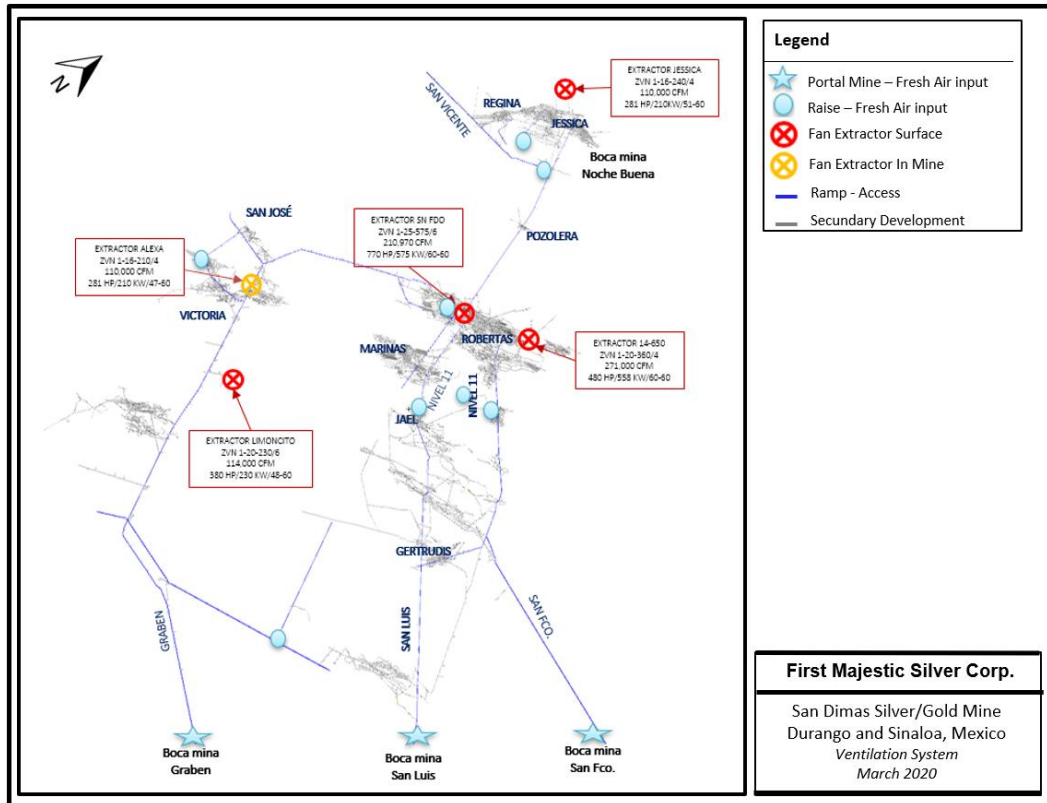 Z
EXTRACTOR JESSICA
ZVN 1-16-240/4
110,000 CFM
281 HP/210KW/51-60
SAN VICENTE
REGINA
JESSICA
Boca mina
Noche Buena
SAN JOSÉ
EXTRACTOR SN FDO
ZVN 1-25-575/6
210,970 CFM
770 HP/575 KW/60-60
POZOLERA
EXTRACTOR ALEXA
ZVN 1-16-210/4
110,000 CFM
281 HP/210 KW/47-60
VICTORIA
MARINAS
ROBERTAS
EXTRACTOR 14-650
ZVN 1-20-360/4
271,000 CFM
480 HP/558 KW/60-60
NIVEL 11
NIVEL 11
JAEL
EXTRACTOR LIMONCITO
ZVN 1-20-230/6
114,000 CFM
380 HP/230 KW/48-60
GERTRUDIS
GRABEN
SAN LUIS
SAN FCO.
Boca mina
Graben
Boca mina
San Luis
Boca mina
San Fco.
Legend
Portal Mine – Fresh Air input
Raise – Fresh Air input
Fan Extractor Surface
Fan Extractor In Mine
Ramp - Access
Secundary Development
First Majestic Silver Corp.
San Dimas Silver/Gold Mine
Durango and Sinaloa, Mexico
Ventilation System
March 2020